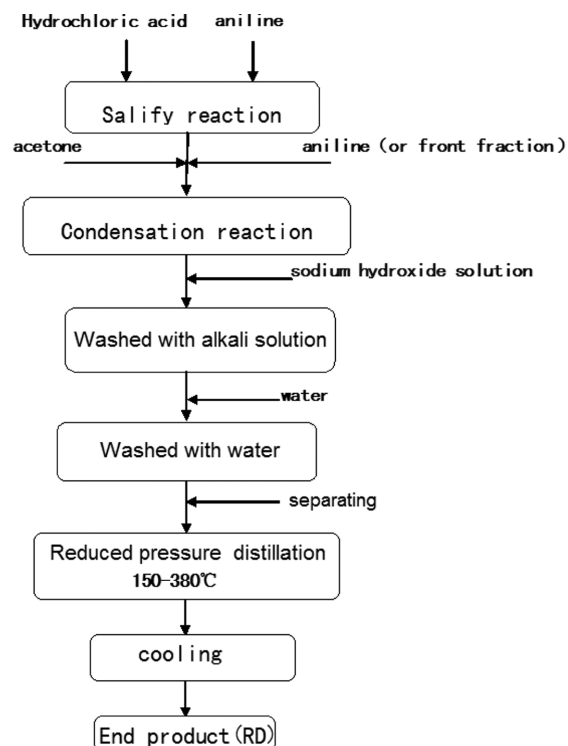 Hydrochloric acid aniline
Salify reaction
acetone aniline (or front fraction)
Condensation reaction
sodium hydroxide solution
Washed with alkali solution
water
Washed with water
separating
Reduced pressure distillation
150-380℃
cooling
End product(RD)